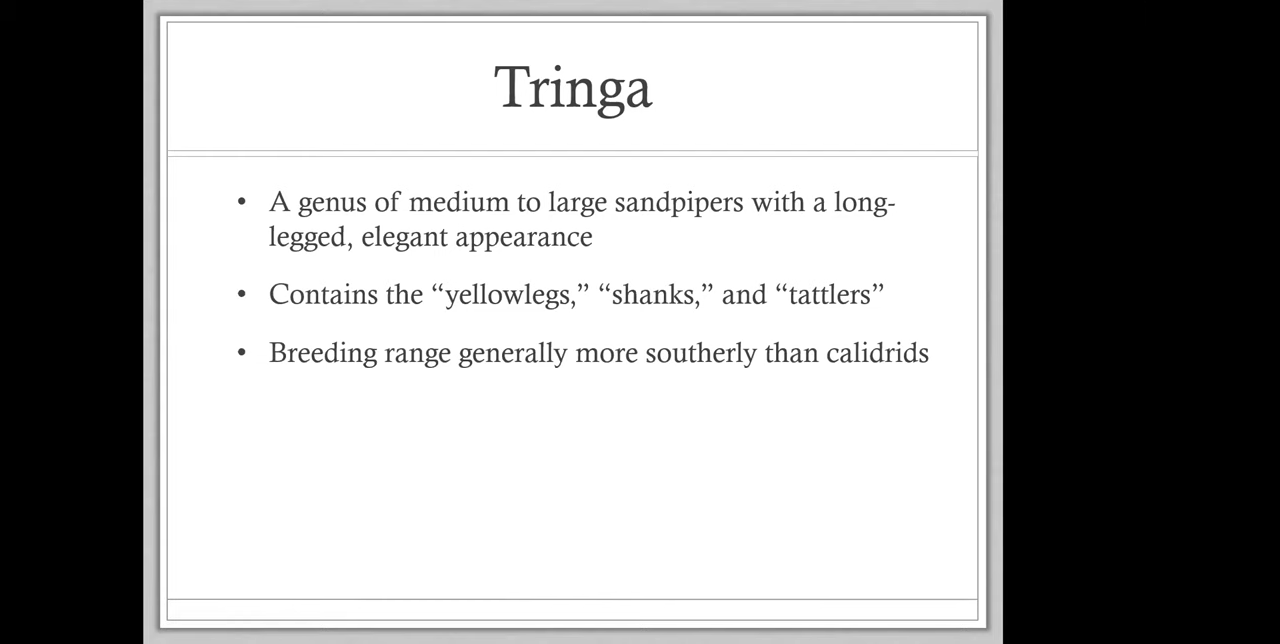 Tringa
• A genus of medium to large sandpipers with a long-
legged, elegant appearance
• Contains the “yellowlegs,” “shanks,” and “tattlers”
• Breeding range generally more southerly than calidrids